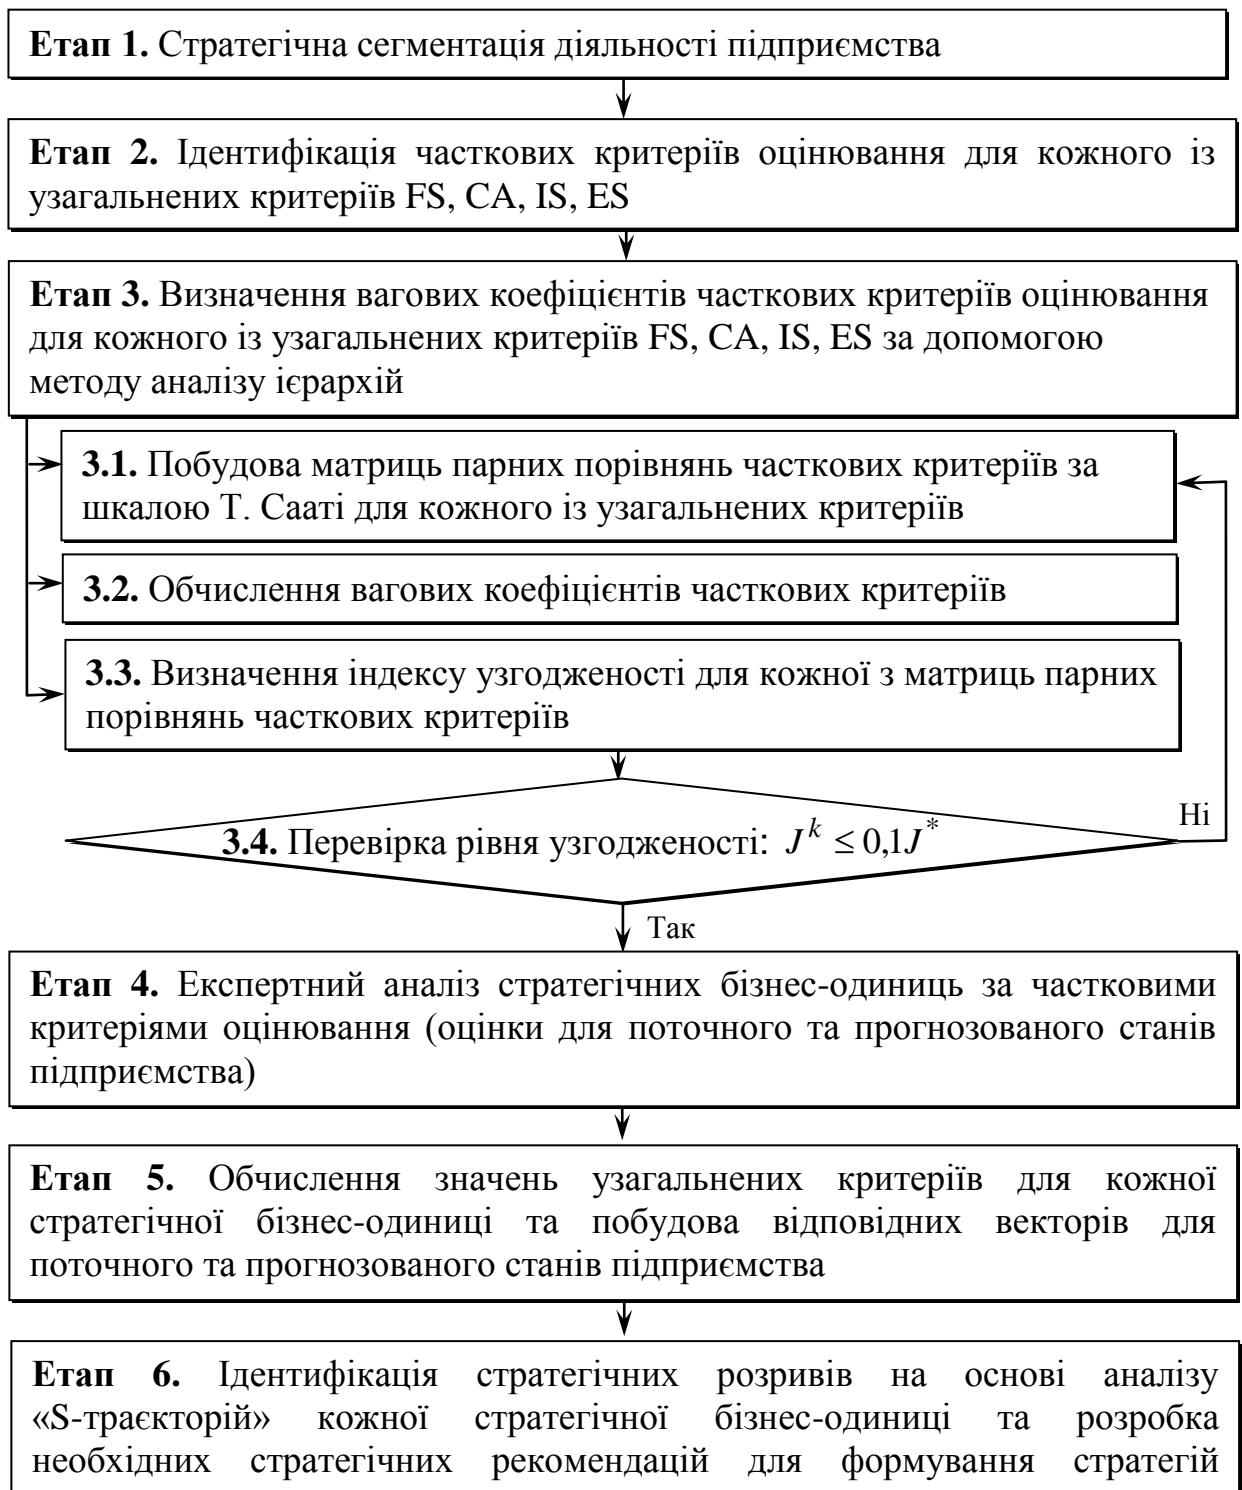 Етап 1. Стратегічна сегментація діяльності підприємства
Етап 2. Ідентифікація часткових критеріїв оцінювання для кожного із
узагальнених критеріїв FS, CA, IS, ES
Етап 3. Визначення вагових коефіцієнтів часткових критеріїв оцінювання
для кожного із узагальнених критеріїв FS, CA, IS, ES за допомогою
методу аналізу ієрархій
3.1. Побудова матриць парних порівнянь часткових критеріїв за
шкалою Т. Сааті для кожного із узагальнених критеріїв
3.2. Обчислення вагових коефіцієнтів часткових критеріїв
3.3. Визначення індексу узгодженості для кожної з матриць парних
порівнянь часткових критеріїв
Ні
3.4. Перевірка рівня узгодженості: J^k ≤ 0,1J^*
Так
Етап 4. Експертний аналіз стратегічних бізнес-одиниць за частковими
критеріями оцінювання (оцінки для поточного та прогнозованого станів
підприємства)
Етап 5. Обчислення значень узагальнених критеріїв для кожної
стратегічної бізнес-одиниці та побудова відповідних векторів для
поточного та прогнозованого станів підприємства
Етап 6. Ідентифікація стратегічних розривів на основі аналізу
«S-траєкторій» кожної стратегічної бізнес-одиниці та розробка
необхідних стратегічних рекомендацій для формування стратегій